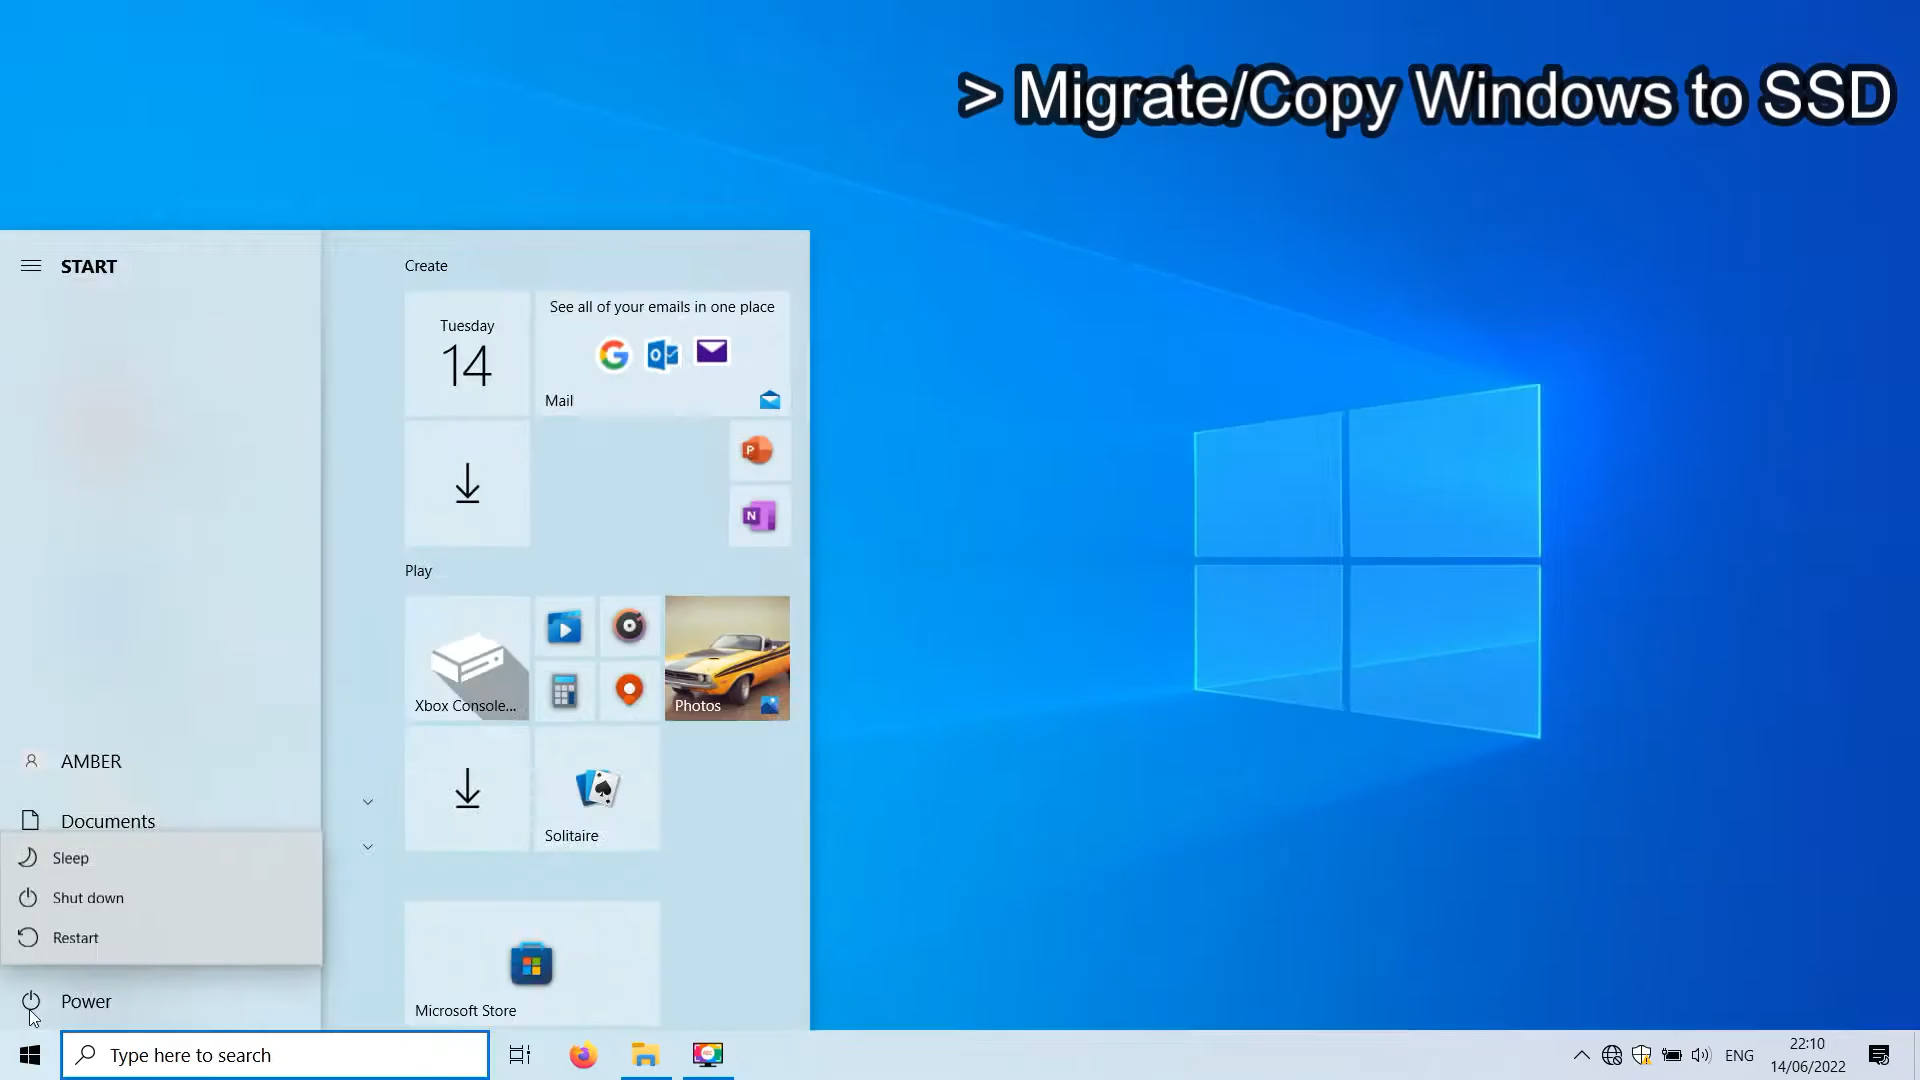 > Migrate/Copy Windows to SSD
START
Create
Tuesday
14
See all of your emails in one place
Mail
Play
Xbox Console...
Photos
AMBER
Documents
Solitaire
Sleep
Shut down
Restart
Power
Microsoft Store
Type here to search
ENG
22:10
14/06/2022